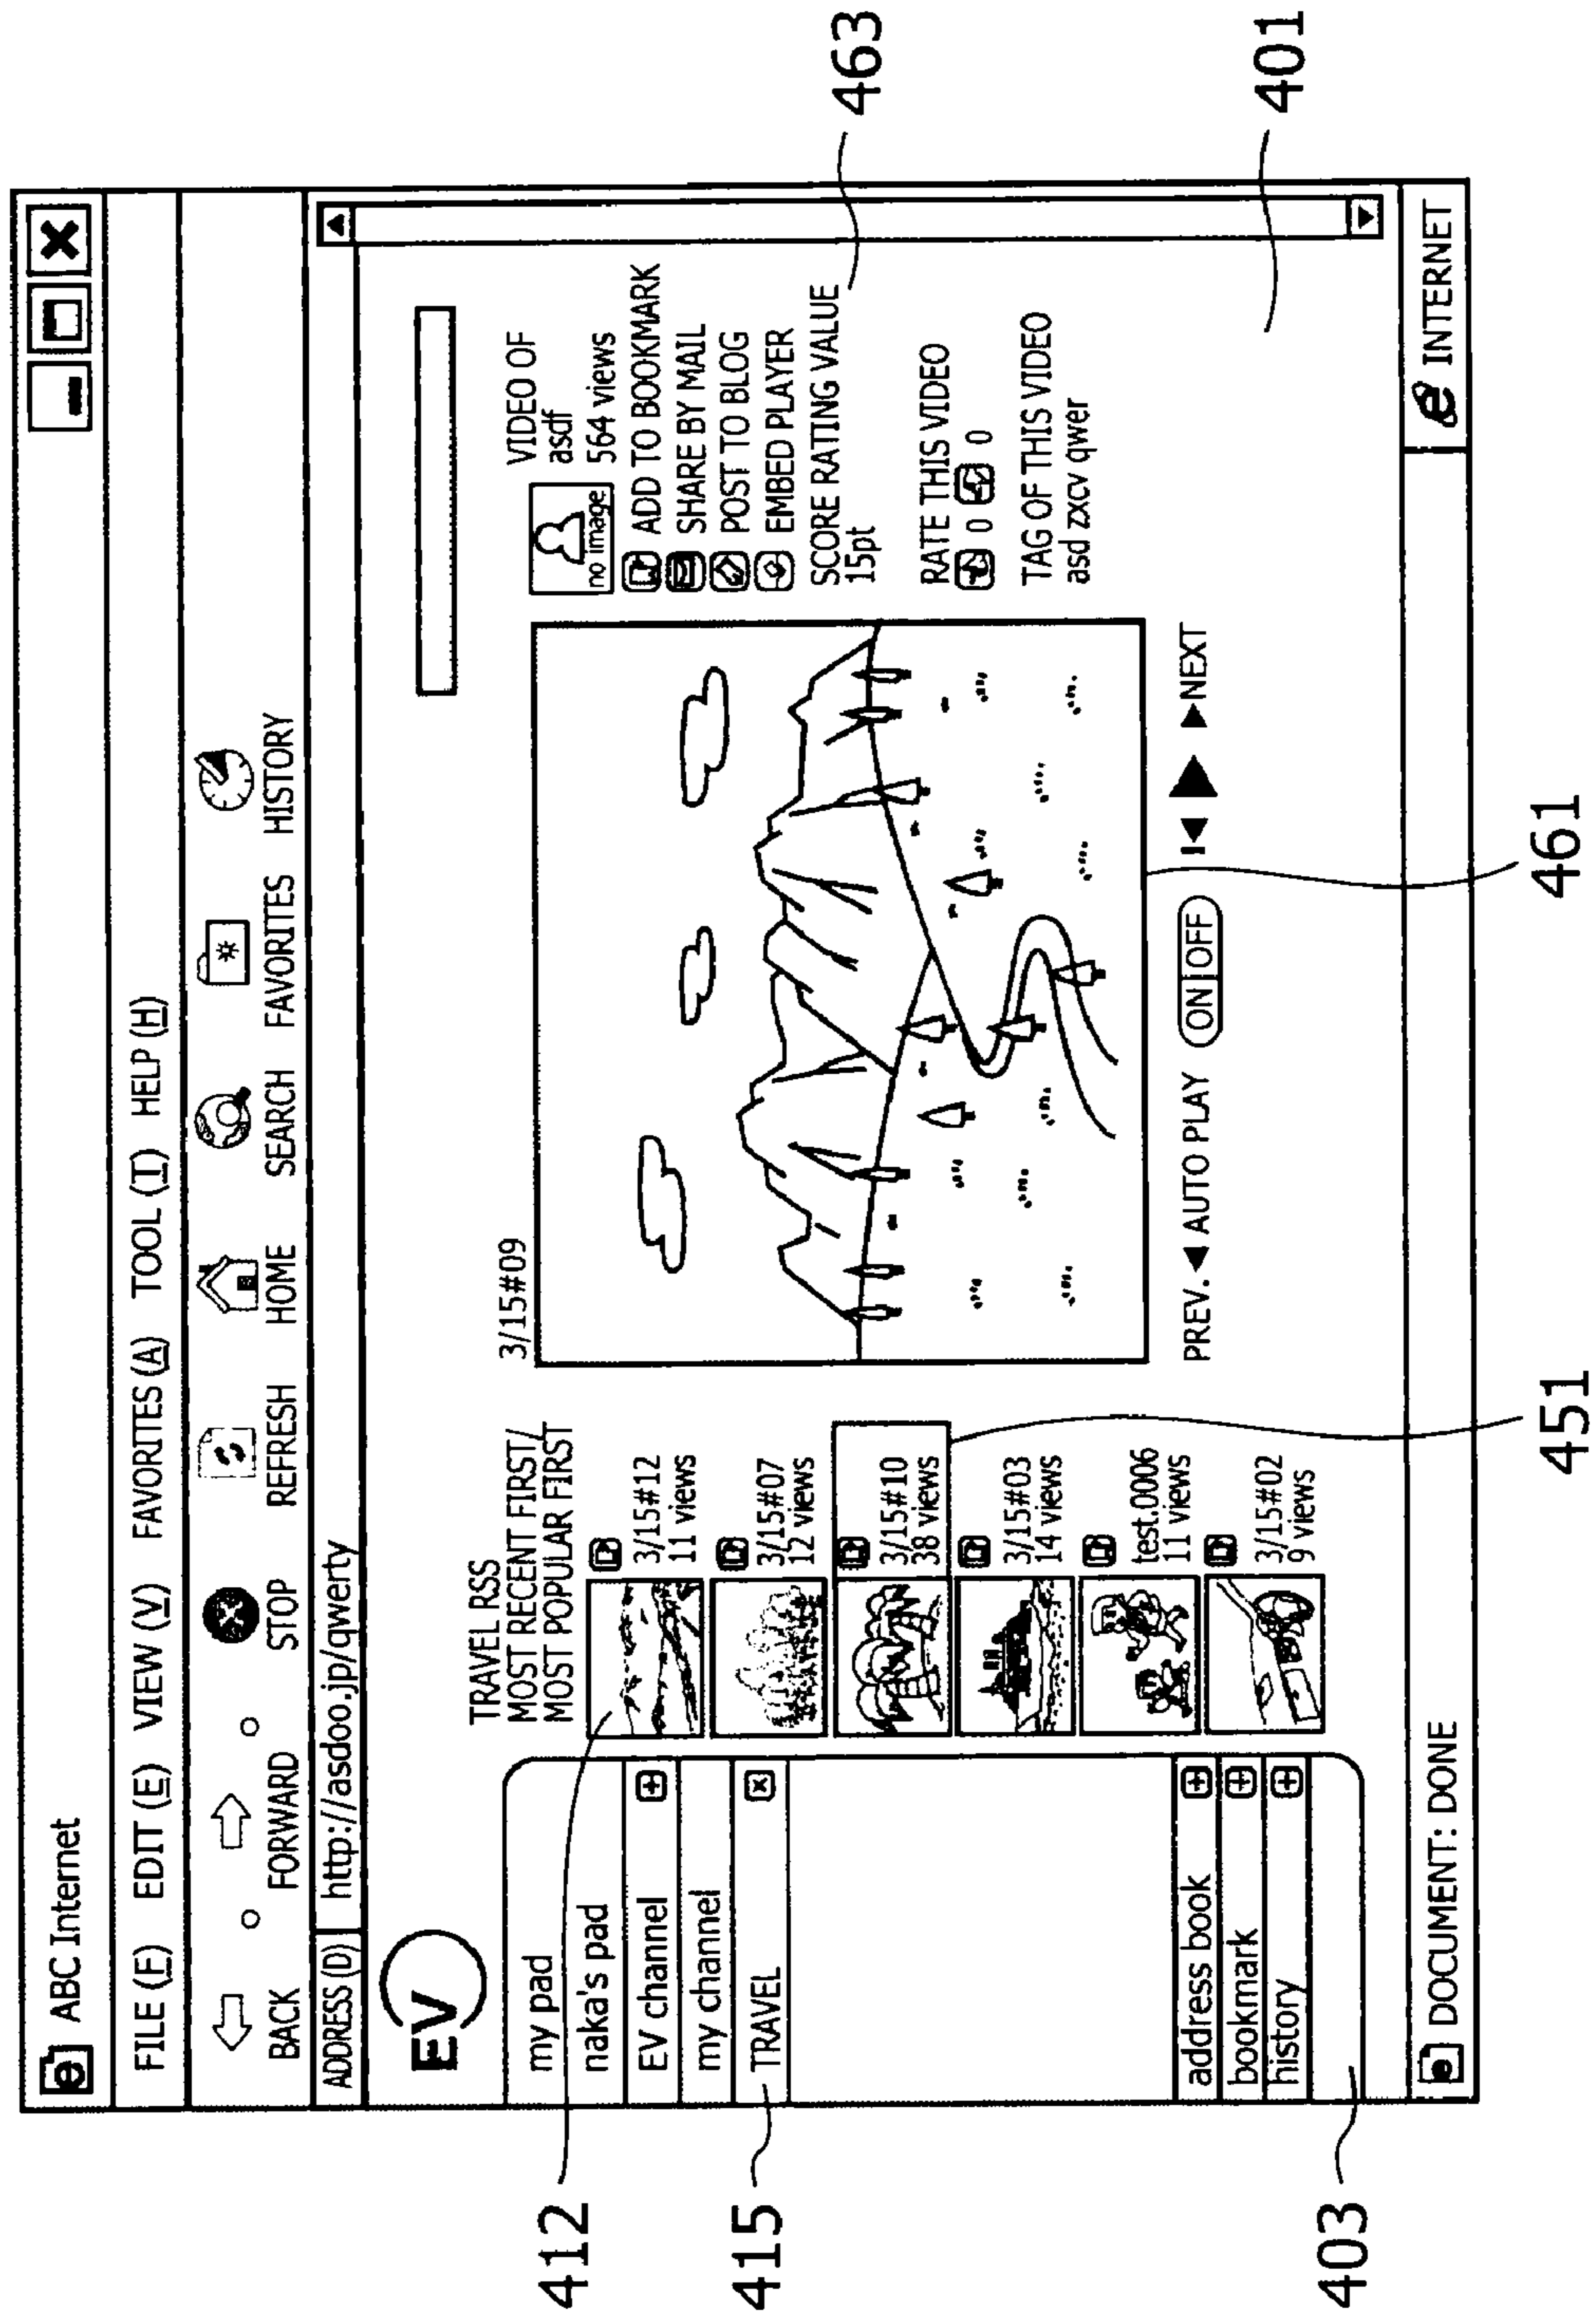 ABC Internet
FILE (F) EDIT (E) VIEW (V) FAVORITES (A) TOOL (T) HELP (H)
BACK FORWARD STOP REFRESH HOME SEARCH FAVORITES HISTORY
ADDRESS (D) http://asdoo.jp/qwerty
EV
my pad
naka's pad
EV channel
my channel
TRAVEL
address book
bookmark
history
TRAVEL RSS
MOST RECENT FIRST/
MOST POPULAR FIRST
3/15#12
11 views
3/15#07
12 views
3/15#10
38 views
3/15#03
14 views
test.0006
11 views
3/15#02
9 views
3/15#09
PREV. AUTO PLAY ON OFF NEXT
no image
VIDEO OF
asdf
564 views
ADD TO BOOKMARK
SHARE BY MAIL
POST TO BLOG
EMBED PLAYER
SCORE RATING VALUE
15pt
RATE THIS VIDEO
0 0
TAG OF THIS VIDEO
asd zxcv qwer
DOCUMENT: DONE INTERNET
412
415
403
451
461
463
401